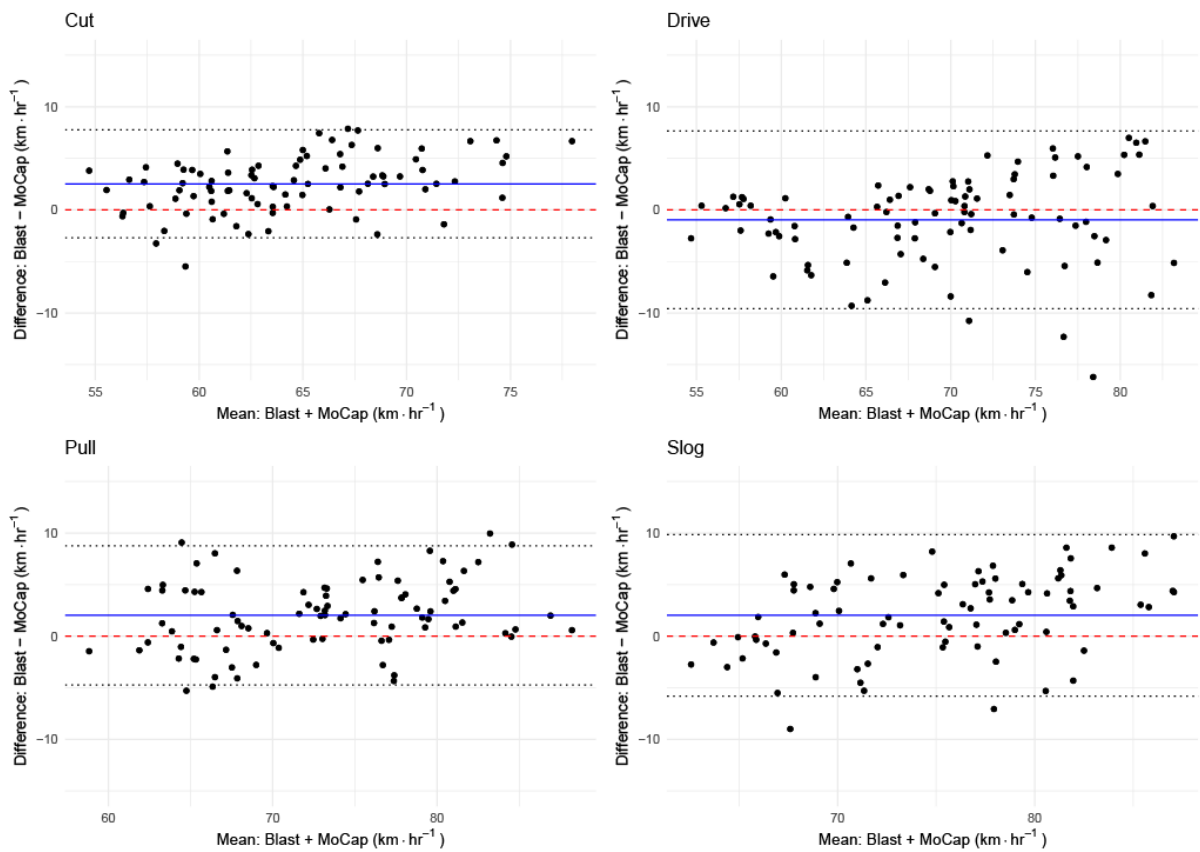 Cut
Difference: Blast − MoCap (km · hr⁻¹)
10
0
−10
55 60 65 70 75
Mean: Blast + MoCap (km · hr⁻¹)
Drive
Difference: Blast − MoCap (km · hr⁻¹)
10
0
−10
55 60 65 70 75 80
Mean: Blast + MoCap (km · hr⁻¹)
Pull
Difference: Blast − MoCap (km · hr⁻¹)
10
0
−10
60 70 80
Mean: Blast + MoCap (km · hr⁻¹)
Slog
Difference: Blast − MoCap (km · hr⁻¹)
10
0
−10
70 80
Mean: Blast + MoCap (km · hr⁻¹)